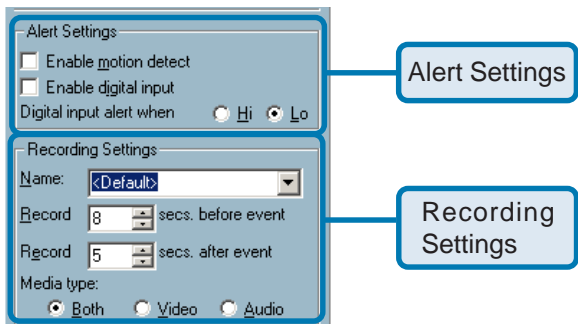 Alert Settings
Enable motion detect
Enable digital input
Digital input alert when Hi Lo
Alert Settings
Recording Settings
Name: <Default>
Record 8 secs. before event
Record 5 secs. after event
Media type:
Both Video Audio
Recording
Settings